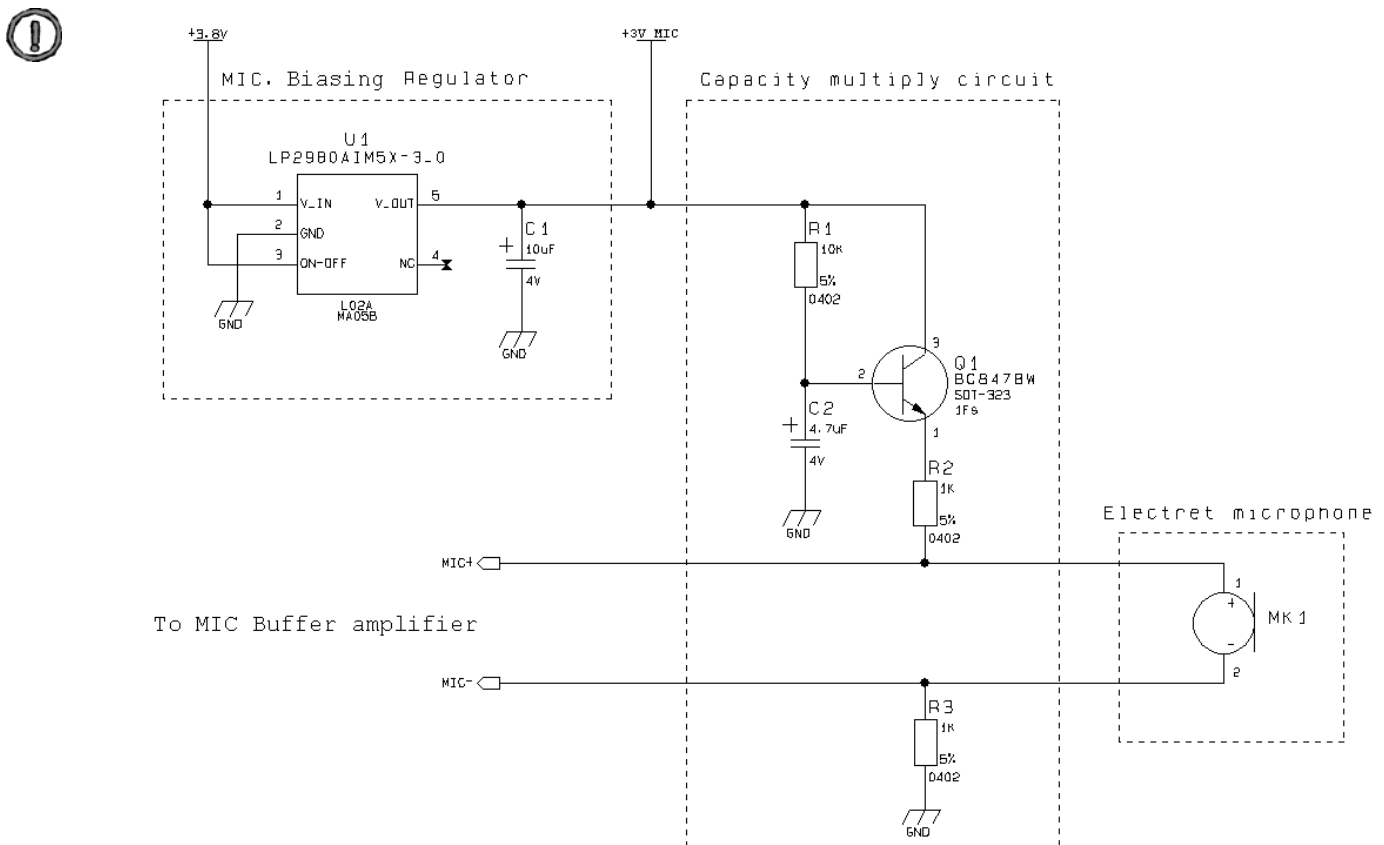 +3.8V
+3V MIC
MIC. Biasing Regulator
Capacity multiply circuit
U1
LP2980AIM5X-3_0
1
V_IN
V_OUT
5
2
GND
3
ON-OFF
NC
4
L02A
MA05B
GND
C1
+
10uF
4V
GND
R1
10K
5%
0402
2
3
Q1
BC847BW
SOT-323
1Fs
1
C2
+
4.7uF
4V
GND
R2
1K
5%
0402
Electret microphone
MIC+
1
+
MK1
-
2
To MIC Buffer amplifier
MIC-
R3
1K
5%
0402
GND